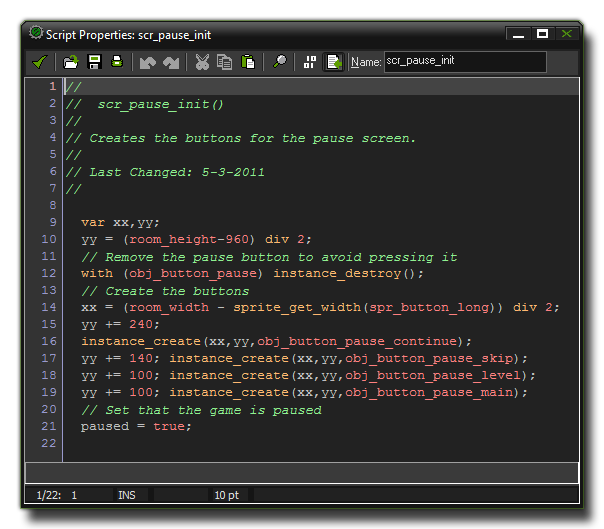 Script Properties: scr_pause_init
Name: scr_pause_init
1 //
2 //  scr_pause_init()
3 //
4 // Creates the buttons for the pause screen.
5 //
6 // Last Changed: 5-3-2011
7 //
8
9   var xx,yy;
10   yy = (room_height-960) div 2;
11   // Remove the pause button to avoid pressing it
12   with (obj_button_pause) instance_destroy();
13   // Create the buttons
14   xx = (room_width - sprite_get_width(spr_button_long)) div 2;
15   yy += 240;
16   instance_create(xx,yy,obj_button_pause_continue);
17   yy += 140; instance_create(xx,yy,obj_button_pause_skip);
18   yy += 100; instance_create(xx,yy,obj_button_pause_level);
19   yy += 100; instance_create(xx,yy,obj_button_pause_main);
20   // Set that the game is paused
21   paused = true;
22
1/22: 1 INS 10 pt